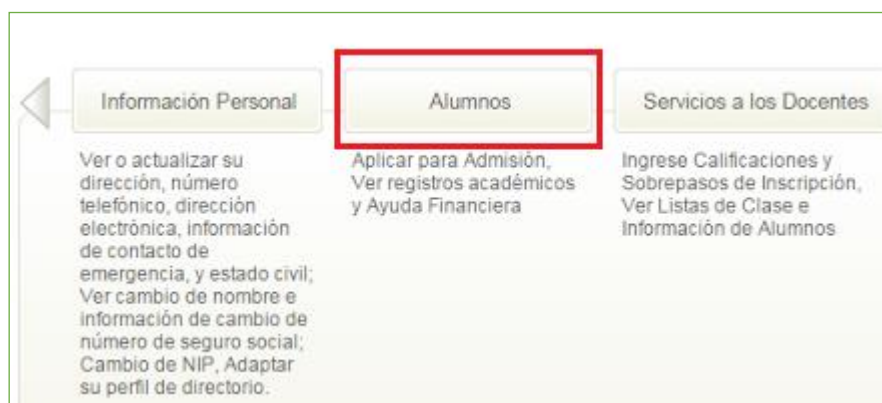 Información Personal
Alumnos
Servicios a los Docentes
Ver o actualizar su
dirección, número
telefónico, dirección
electrónica, información
de contacto de
emergencia, y estado civil;
Ver cambio de nombre e
información de cambio de
número de seguro social;
Cambio de NIP, Adaptar
su perfil de directorio.
Aplicar para Admisión,
Ver registros académicos
y Ayuda Financiera
Ingrese Calificaciones y
Sobrepasos de Inscripción,
Ver Listas de Clase e
Información de Alumnos